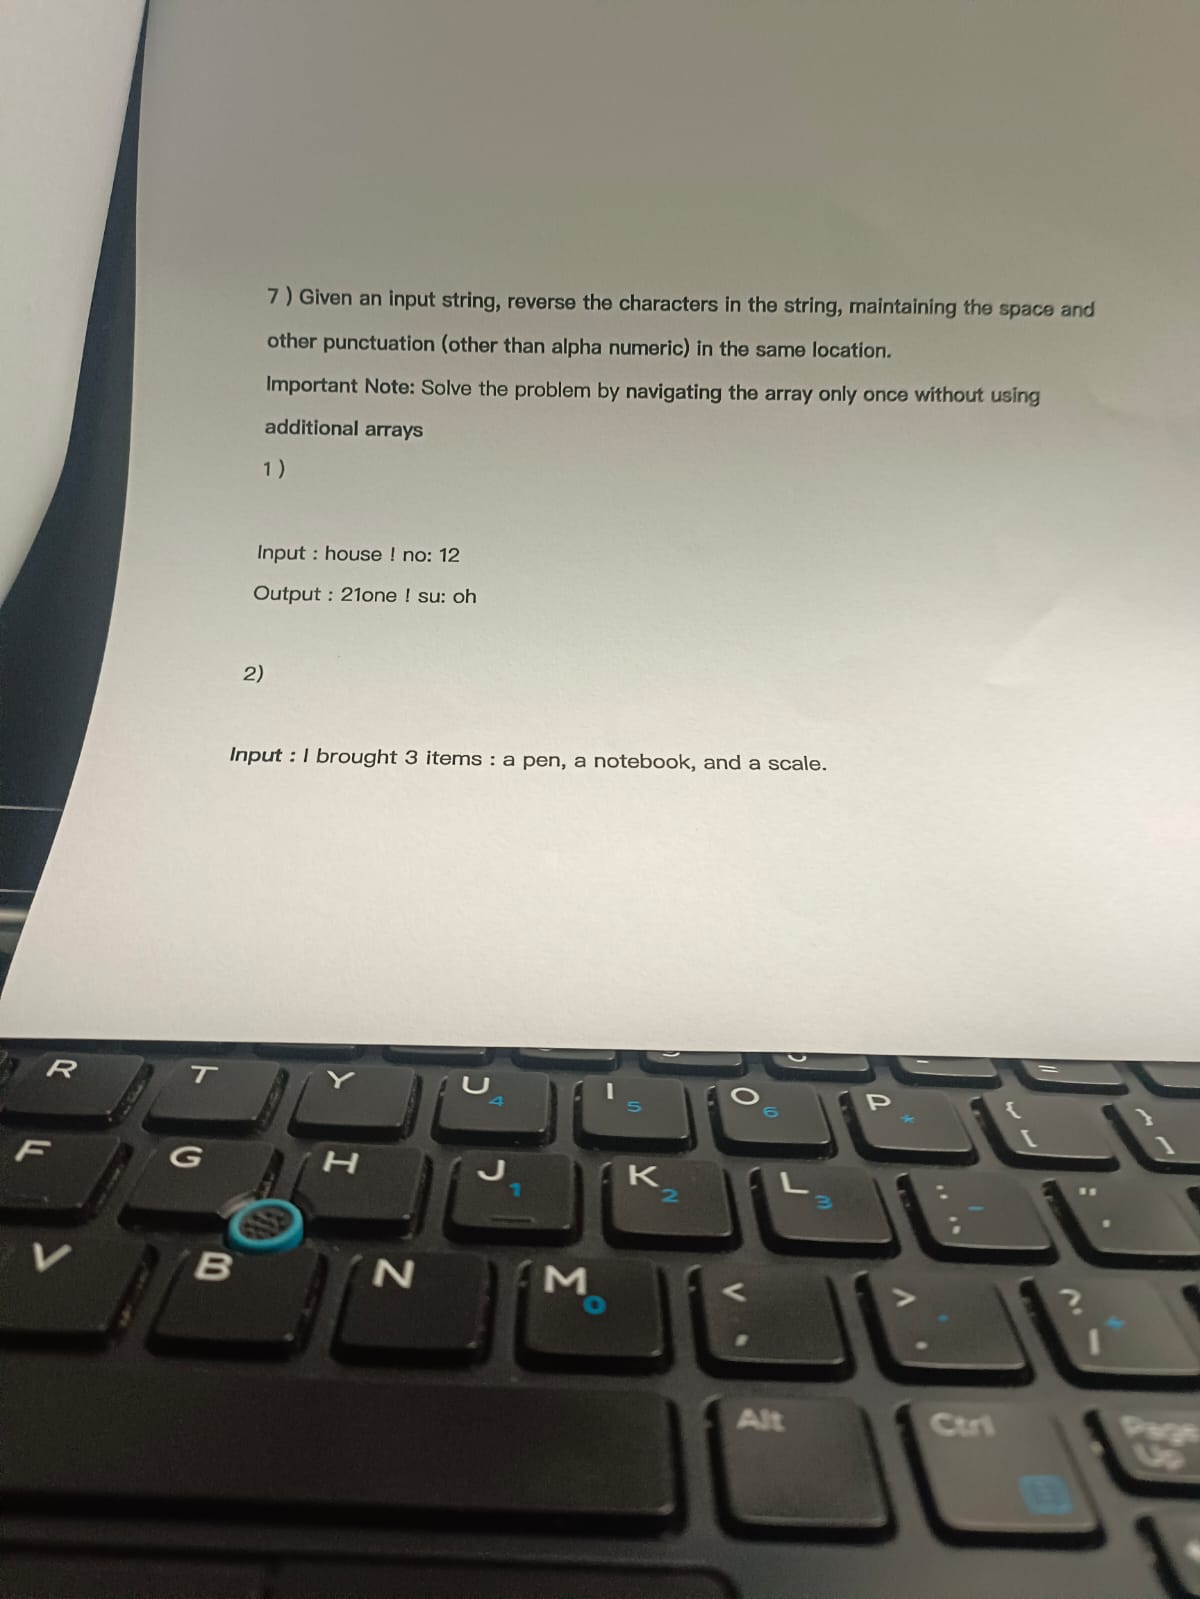 7 ) Given an input string, reverse the characters in the string, maintaining the space and
other punctuation (other than alpha numeric) in the same location.
Important Note: Solve the problem by navigating the array only once without using
additional arrays
1 )
Input : house ! no: 12
Output : 21one ! su: oh
2)
Input : I brought 3 items : a pen, a notebook, and a scale.
R T Y U 4 I 5 O 6 P * { [ } ]
F G H J 1 K 2 L 3 : ; - " '
V B N M 0 < , > . ? / +
Alt Ctrl Page Up